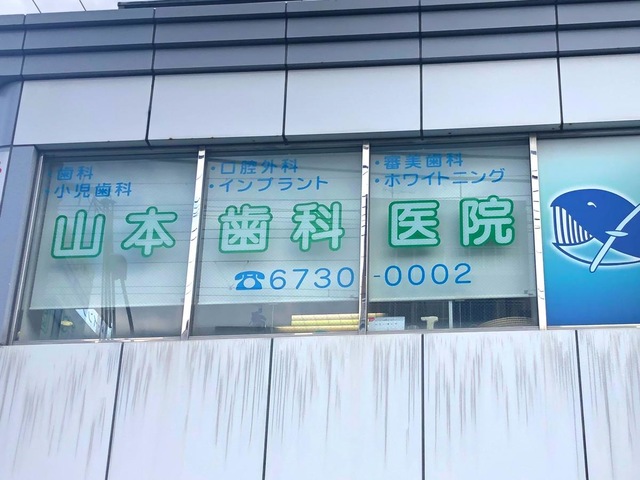 ・歯科
・小児歯科
・口腔外科
・インプラント
・審美歯科
・ホワイトニング
山本歯科医院
☎6730-0002